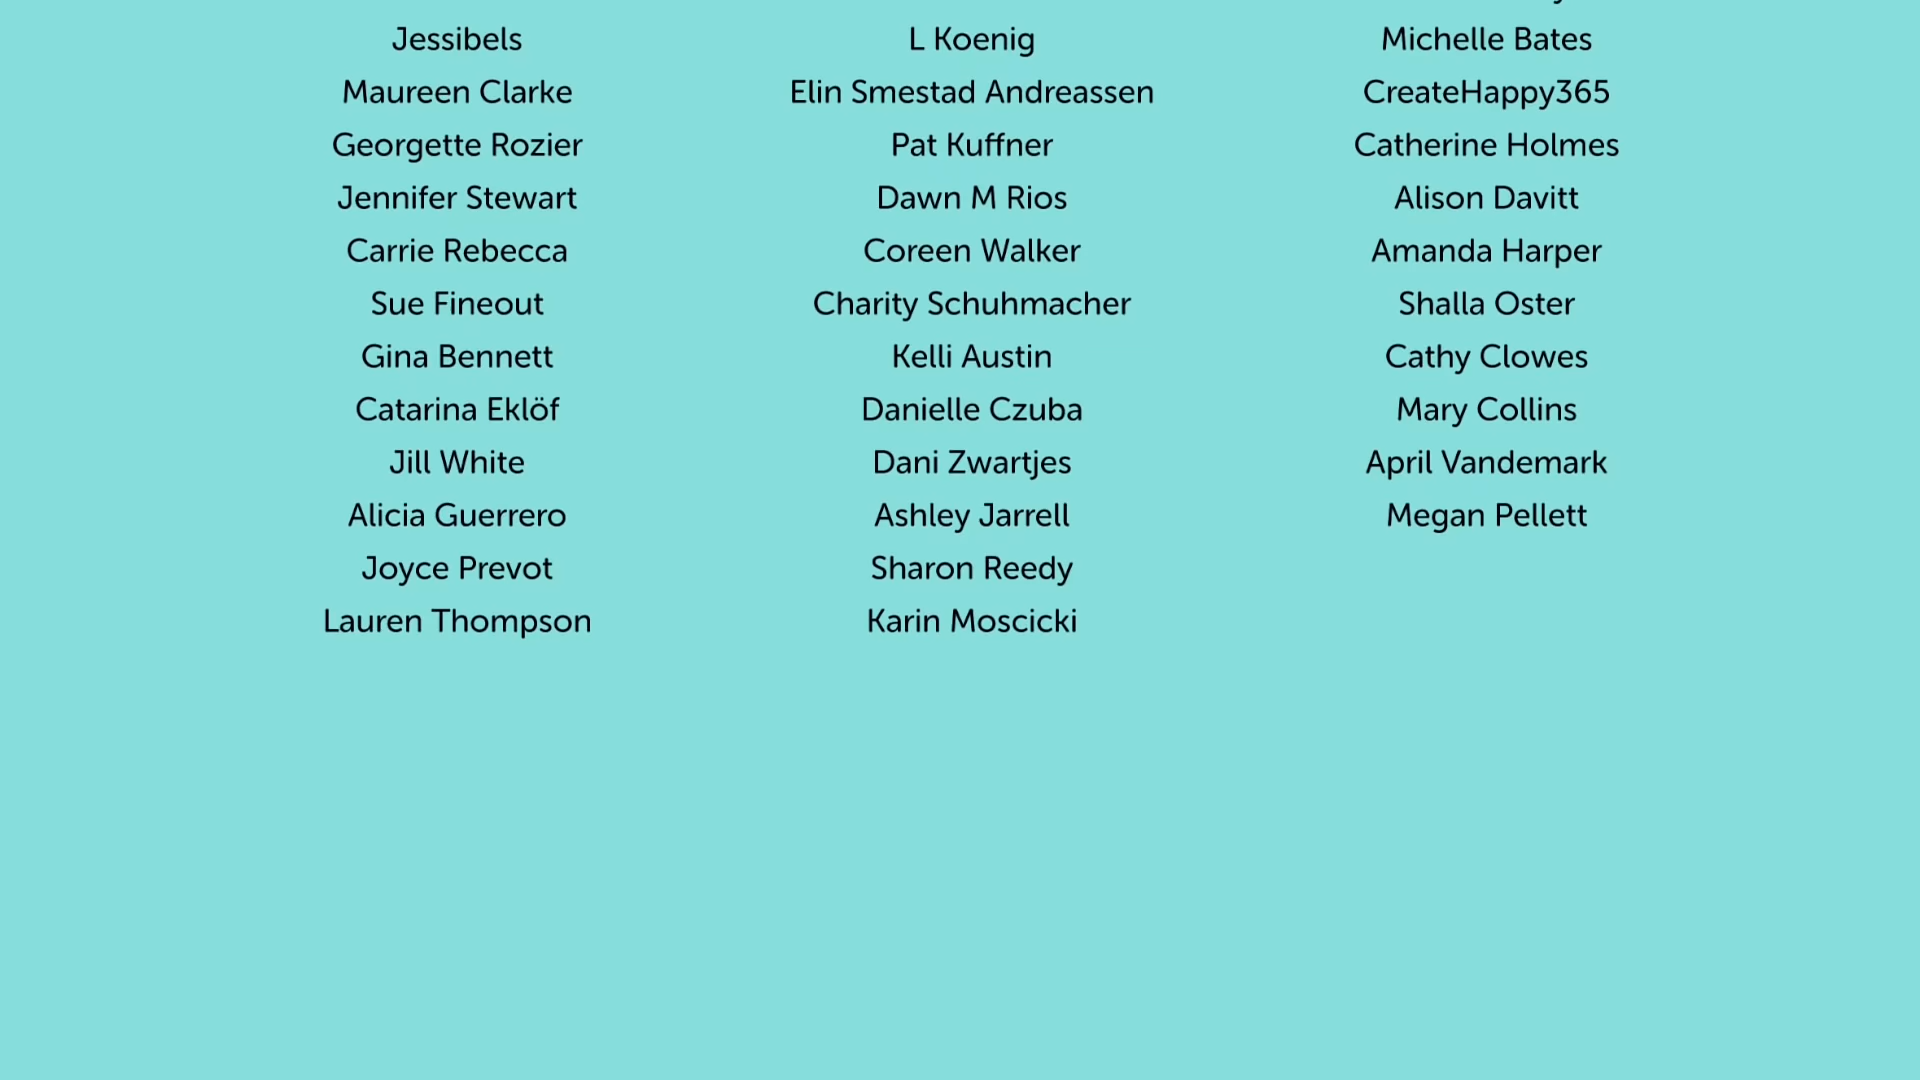 Jessibels
Maureen Clarke
Georgette Rozier
Jennifer Stewart
Carrie Rebecca
Sue Fineout
Gina Bennett
Catarina Eklöf
Jill White
Alicia Guerrero
Joyce Prevot
Lauren Thompson
L Koenig
Elin Smestad Andreassen
Pat Kuffner
Dawn M Rios
Coreen Walker
Charity Schuhmacher
Kelli Austin
Danielle Czuba
Dani Zwartjes
Ashley Jarrell
Sharon Reedy
Karin Moscicki
Michelle Bates
CreateHappy365
Catherine Holmes
Alison Davitt
Amanda Harper
Shalla Oster
Cathy Clowes
Mary Collins
April Vandemark
Megan Pellett